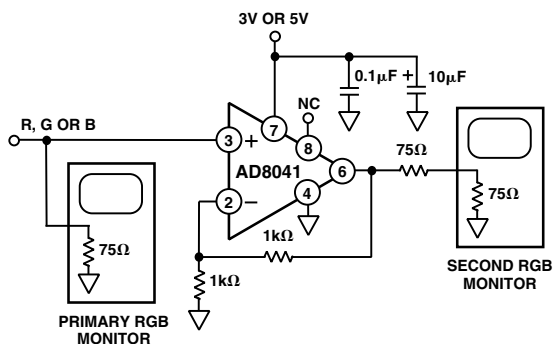 3V OR 5V
0.1μF
+
10μF
NC
R, G OR B
3
+
7
8
AD8041
6
75Ω
2
−
4
75Ω
75Ω
1kΩ
1kΩ
SECOND RGB
MONITOR
PRIMARY RGB
MONITOR